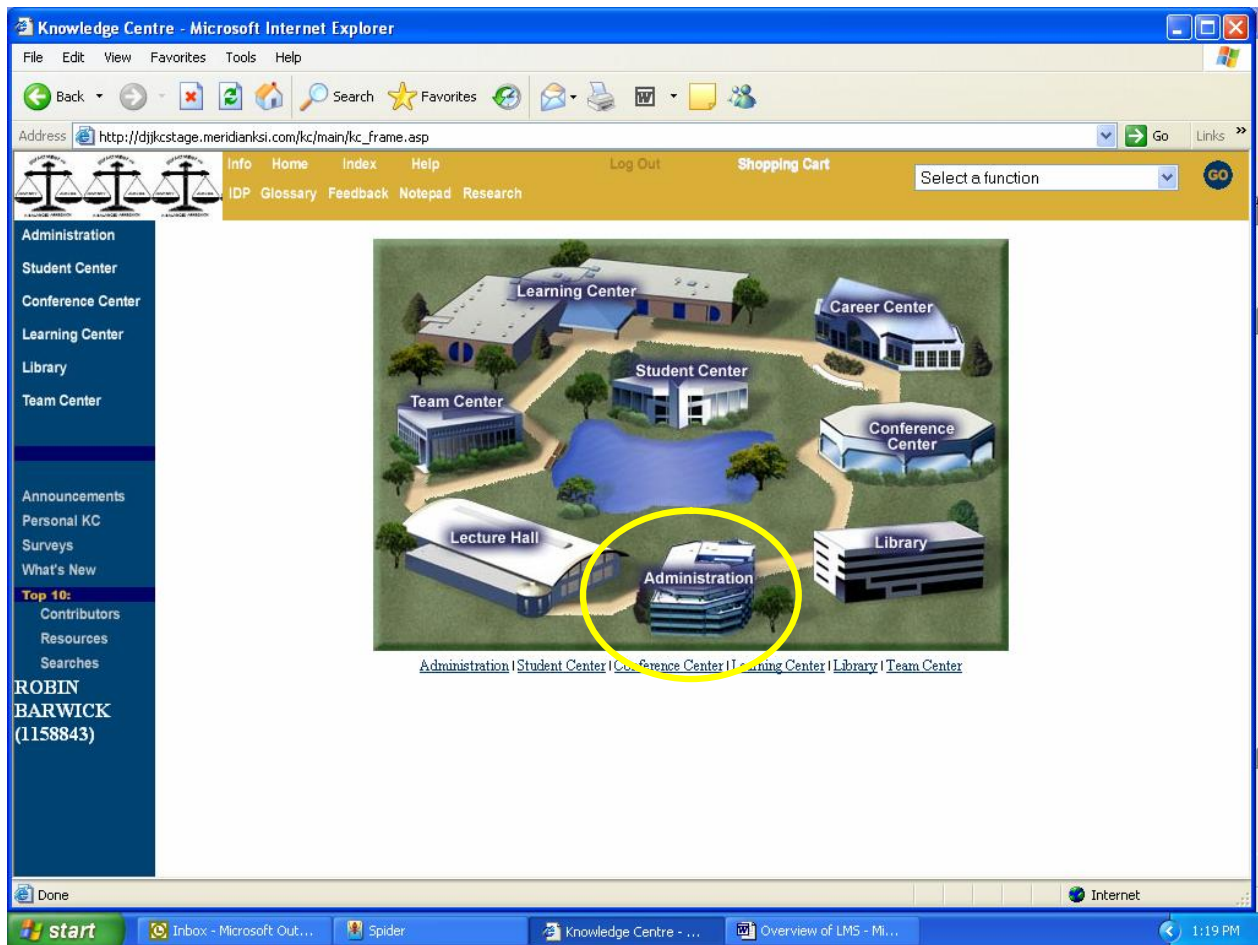 Knowledge Centre - Microsoft Internet Explorer
File Edit View Favorites Tools Help
Back Search Favorites
Address http://djjkcstage.meridianksi.com/kc/main/kc_frame.asp Go Links »
Info Home Index Help Log Out Shopping Cart
IDP Glossary Feedback Notepad Research
Select a function GO
Administration
Student Center
Conference Center
Learning Center
Library
Team Center
Announcements
Personal KC
Surveys
What's New
Top 10:
Contributors
Resources
Searches
ROBIN
BARWICK
(1158843)
Learning Center
Career Center
Student Center
Team Center
Conference
Center
Lecture Hall
Library
Administration
Administration | Student Center | Conference Center | Learning Center | Library | Team Center
Done Internet
start Inbox - Microsoft Out... Spider Knowledge Centre - ... Overview of LMS - Mi... 1:19 PM